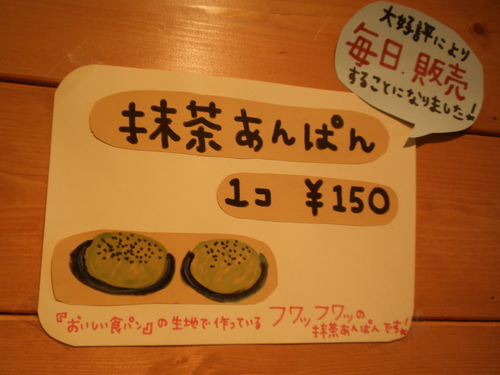 大好評により
毎日販売
することになりました!
抹茶あんぱん
1コ ¥150
『おいしい食パン』の生地で作っている フワッフワッの
抹茶あんぱんです!